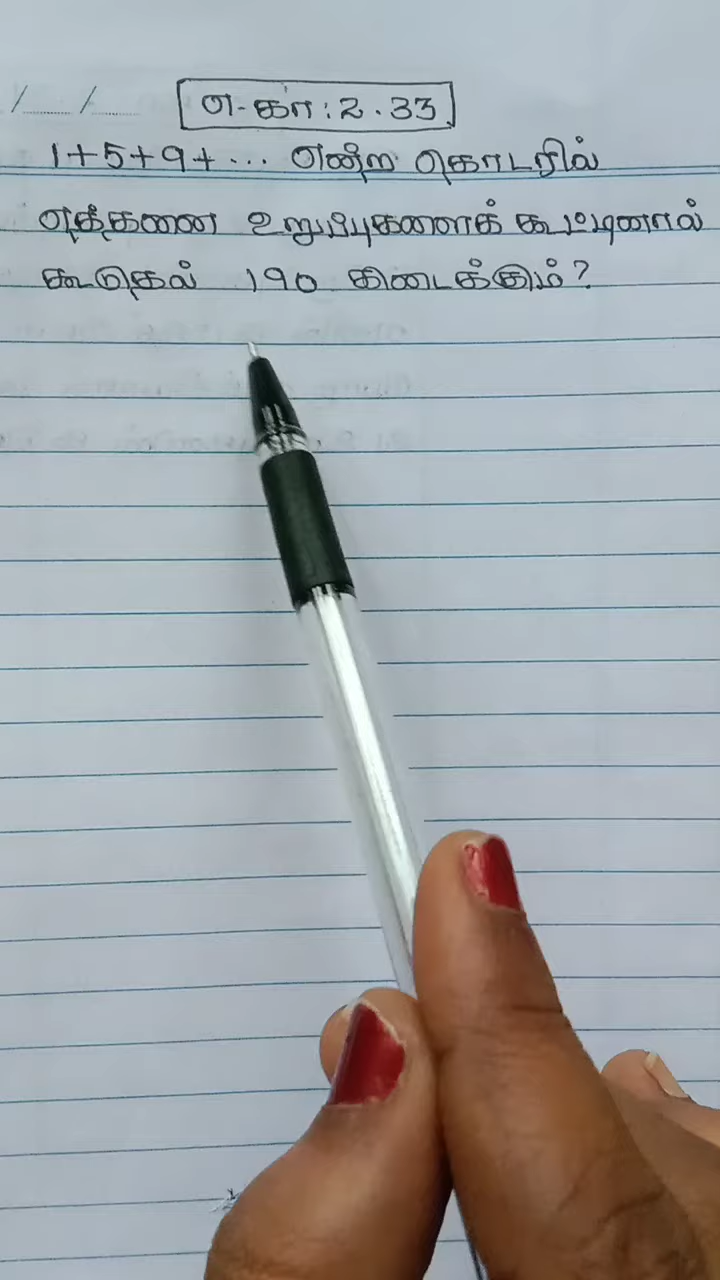 எ.கா : 2.33
1+5+9+... என்ற தொடரில்
எத்தனை உறுப்புகளைக் கூட்டினால்
கூடுதல் 190 கிடைக்கும்?